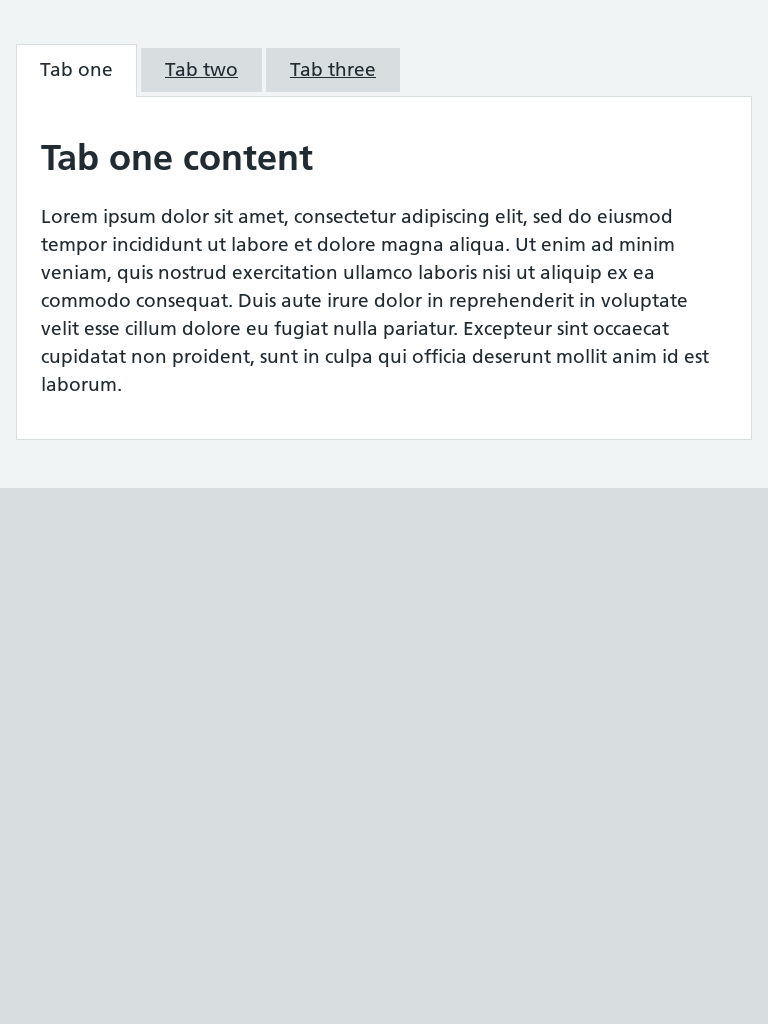 Tab one Tab two Tab three
Tab one content
Lorem ipsum dolor sit amet, consectetur adipiscing elit, sed do eiusmod
tempor incididunt ut labore et dolore magna aliqua. Ut enim ad minim
veniam, quis nostrud exercitation ullamco laboris nisi ut aliquip ex ea
commodo consequat. Duis aute irure dolor in reprehenderit in voluptate
velit esse cillum dolore eu fugiat nulla pariatur. Excepteur sint occaecat
cupidatat non proident, sunt in culpa qui officia deserunt mollit anim id est
laborum.